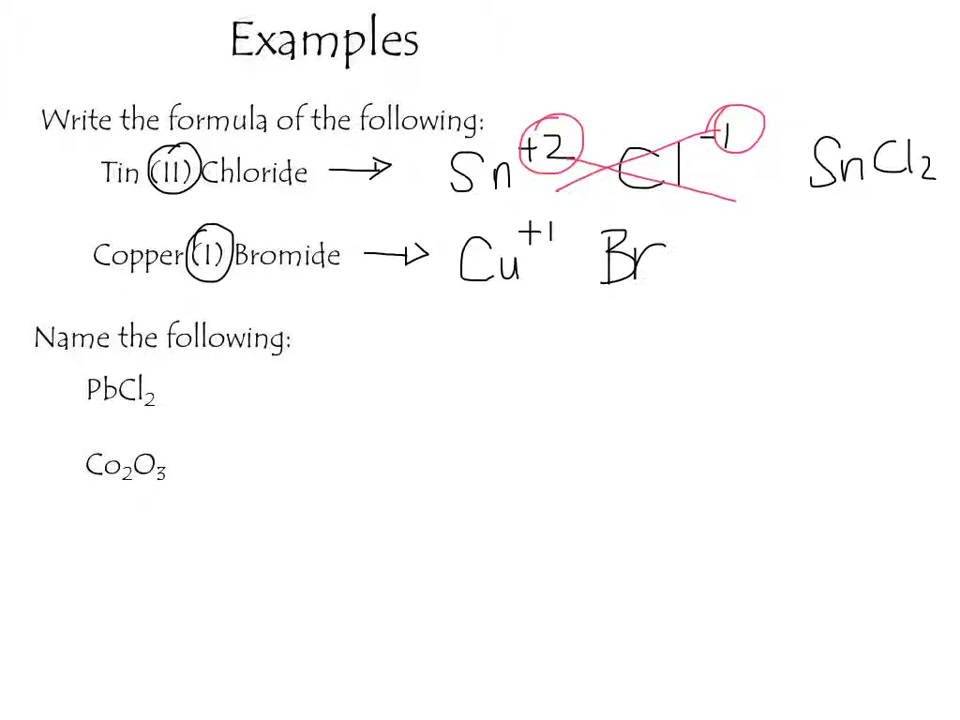 Examples
Write the formula of the following:
Tin (II) Chloride → Sn⁺² Cl⁻¹ SnCl₂
Copper (I) Bromide → Cu⁺¹ Br
Name the following:
PbCl₂
Co₂O₃